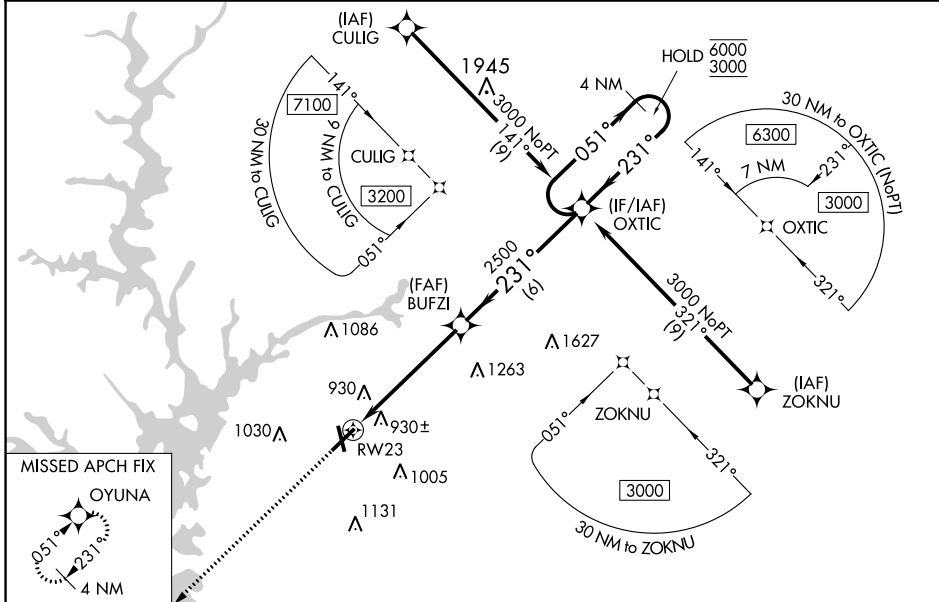 (IAF)
CULIG
1945
3000 NoPT
141°
(9)
HOLD 6000
3000
4 NM
051°
231°
(IF/IAF)
OXTIC
30 NM to CULIG
141°
7100
9 NM to CULIG
CULIG
3200
051°
30 NM to OXTIC (NoPT)
6300
141°
7 NM
231°
3000
OXTIC
321°
2500
231°
(6)
(FAF)
BUFZI
3000 NoPT
321°
(9)
(IAF)
ZOKNU
1086
1627
1263
930
930±
1030
RW23
1005
1131
ZOKNU
051°
321°
3000
30 NM to ZOKNU
MISSED APCH FIX
OYUNA
051°
231°
4 NM